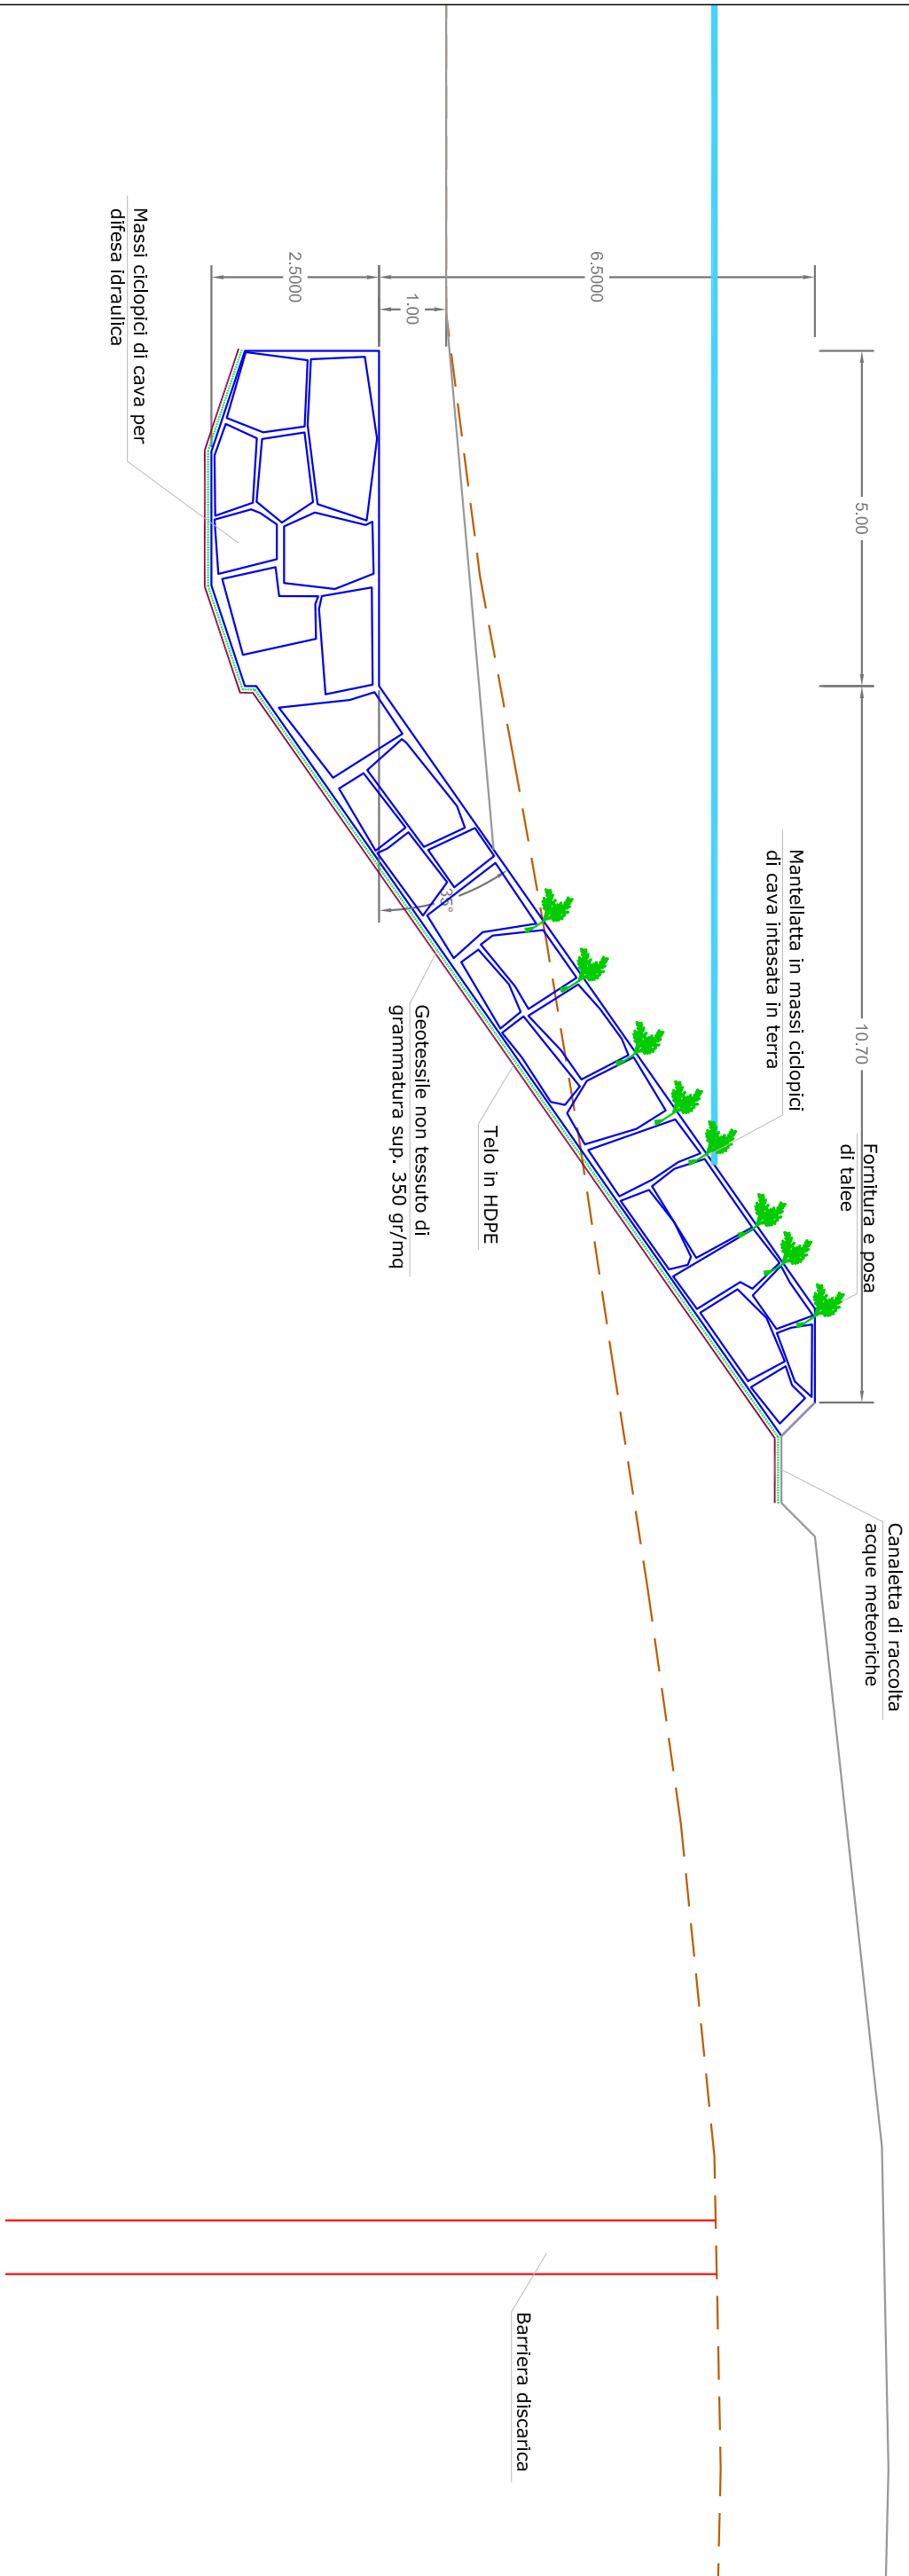 Canaletta di raccolta
acque meteoriche
Fornitura e posa
di talee
5.00
10.70
Mantellatta in massi ciclopici
di cava intasata in terra
6.5000
Barriera discarica
Telo in HDPE
35°
Geotessile non tessuto di
grammatura sup. 350 gr/mq
1.00
2.5000
Massi ciclopici di cava per
difesa idraulica